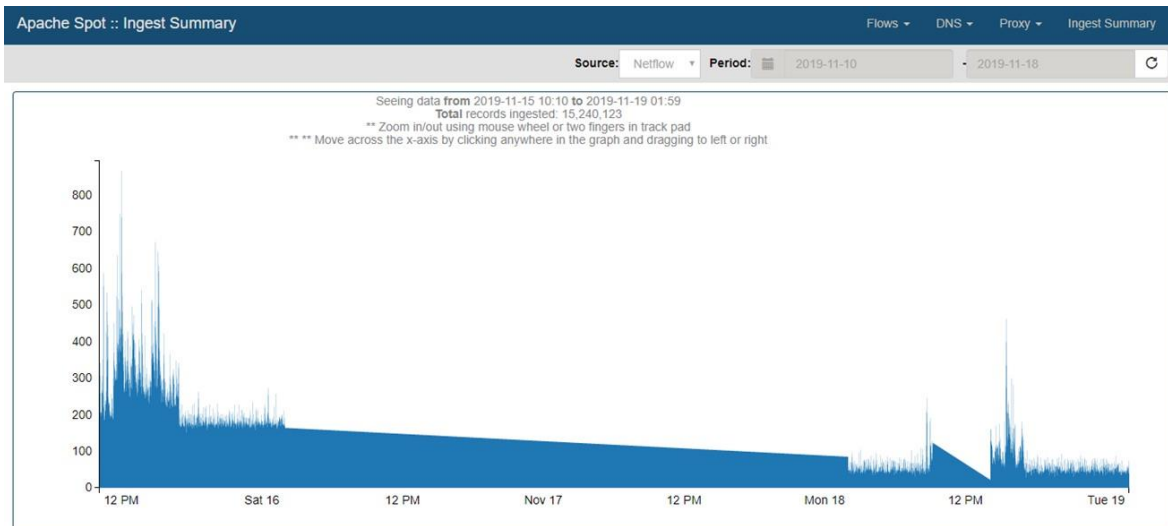 Apache Spot :: Ingest Summary Flows DNS Proxy Ingest Summary
Source: Netflow Period: 2019-11-10 - 2019-11-18
Seeing data from 2019-11-15 10:10 to 2019-11-19 01:59
Total records ingested: 15,240,123
** Zoom in/out using mouse wheel or two fingers in track pad
** ** Move across the x-axis by clicking anywhere in the graph and dragging to left or right
800
700
600
500
400
300
200
100
0
12 PM Sat 16 12 PM Nov 17 12 PM Mon 18 12 PM Tue 19